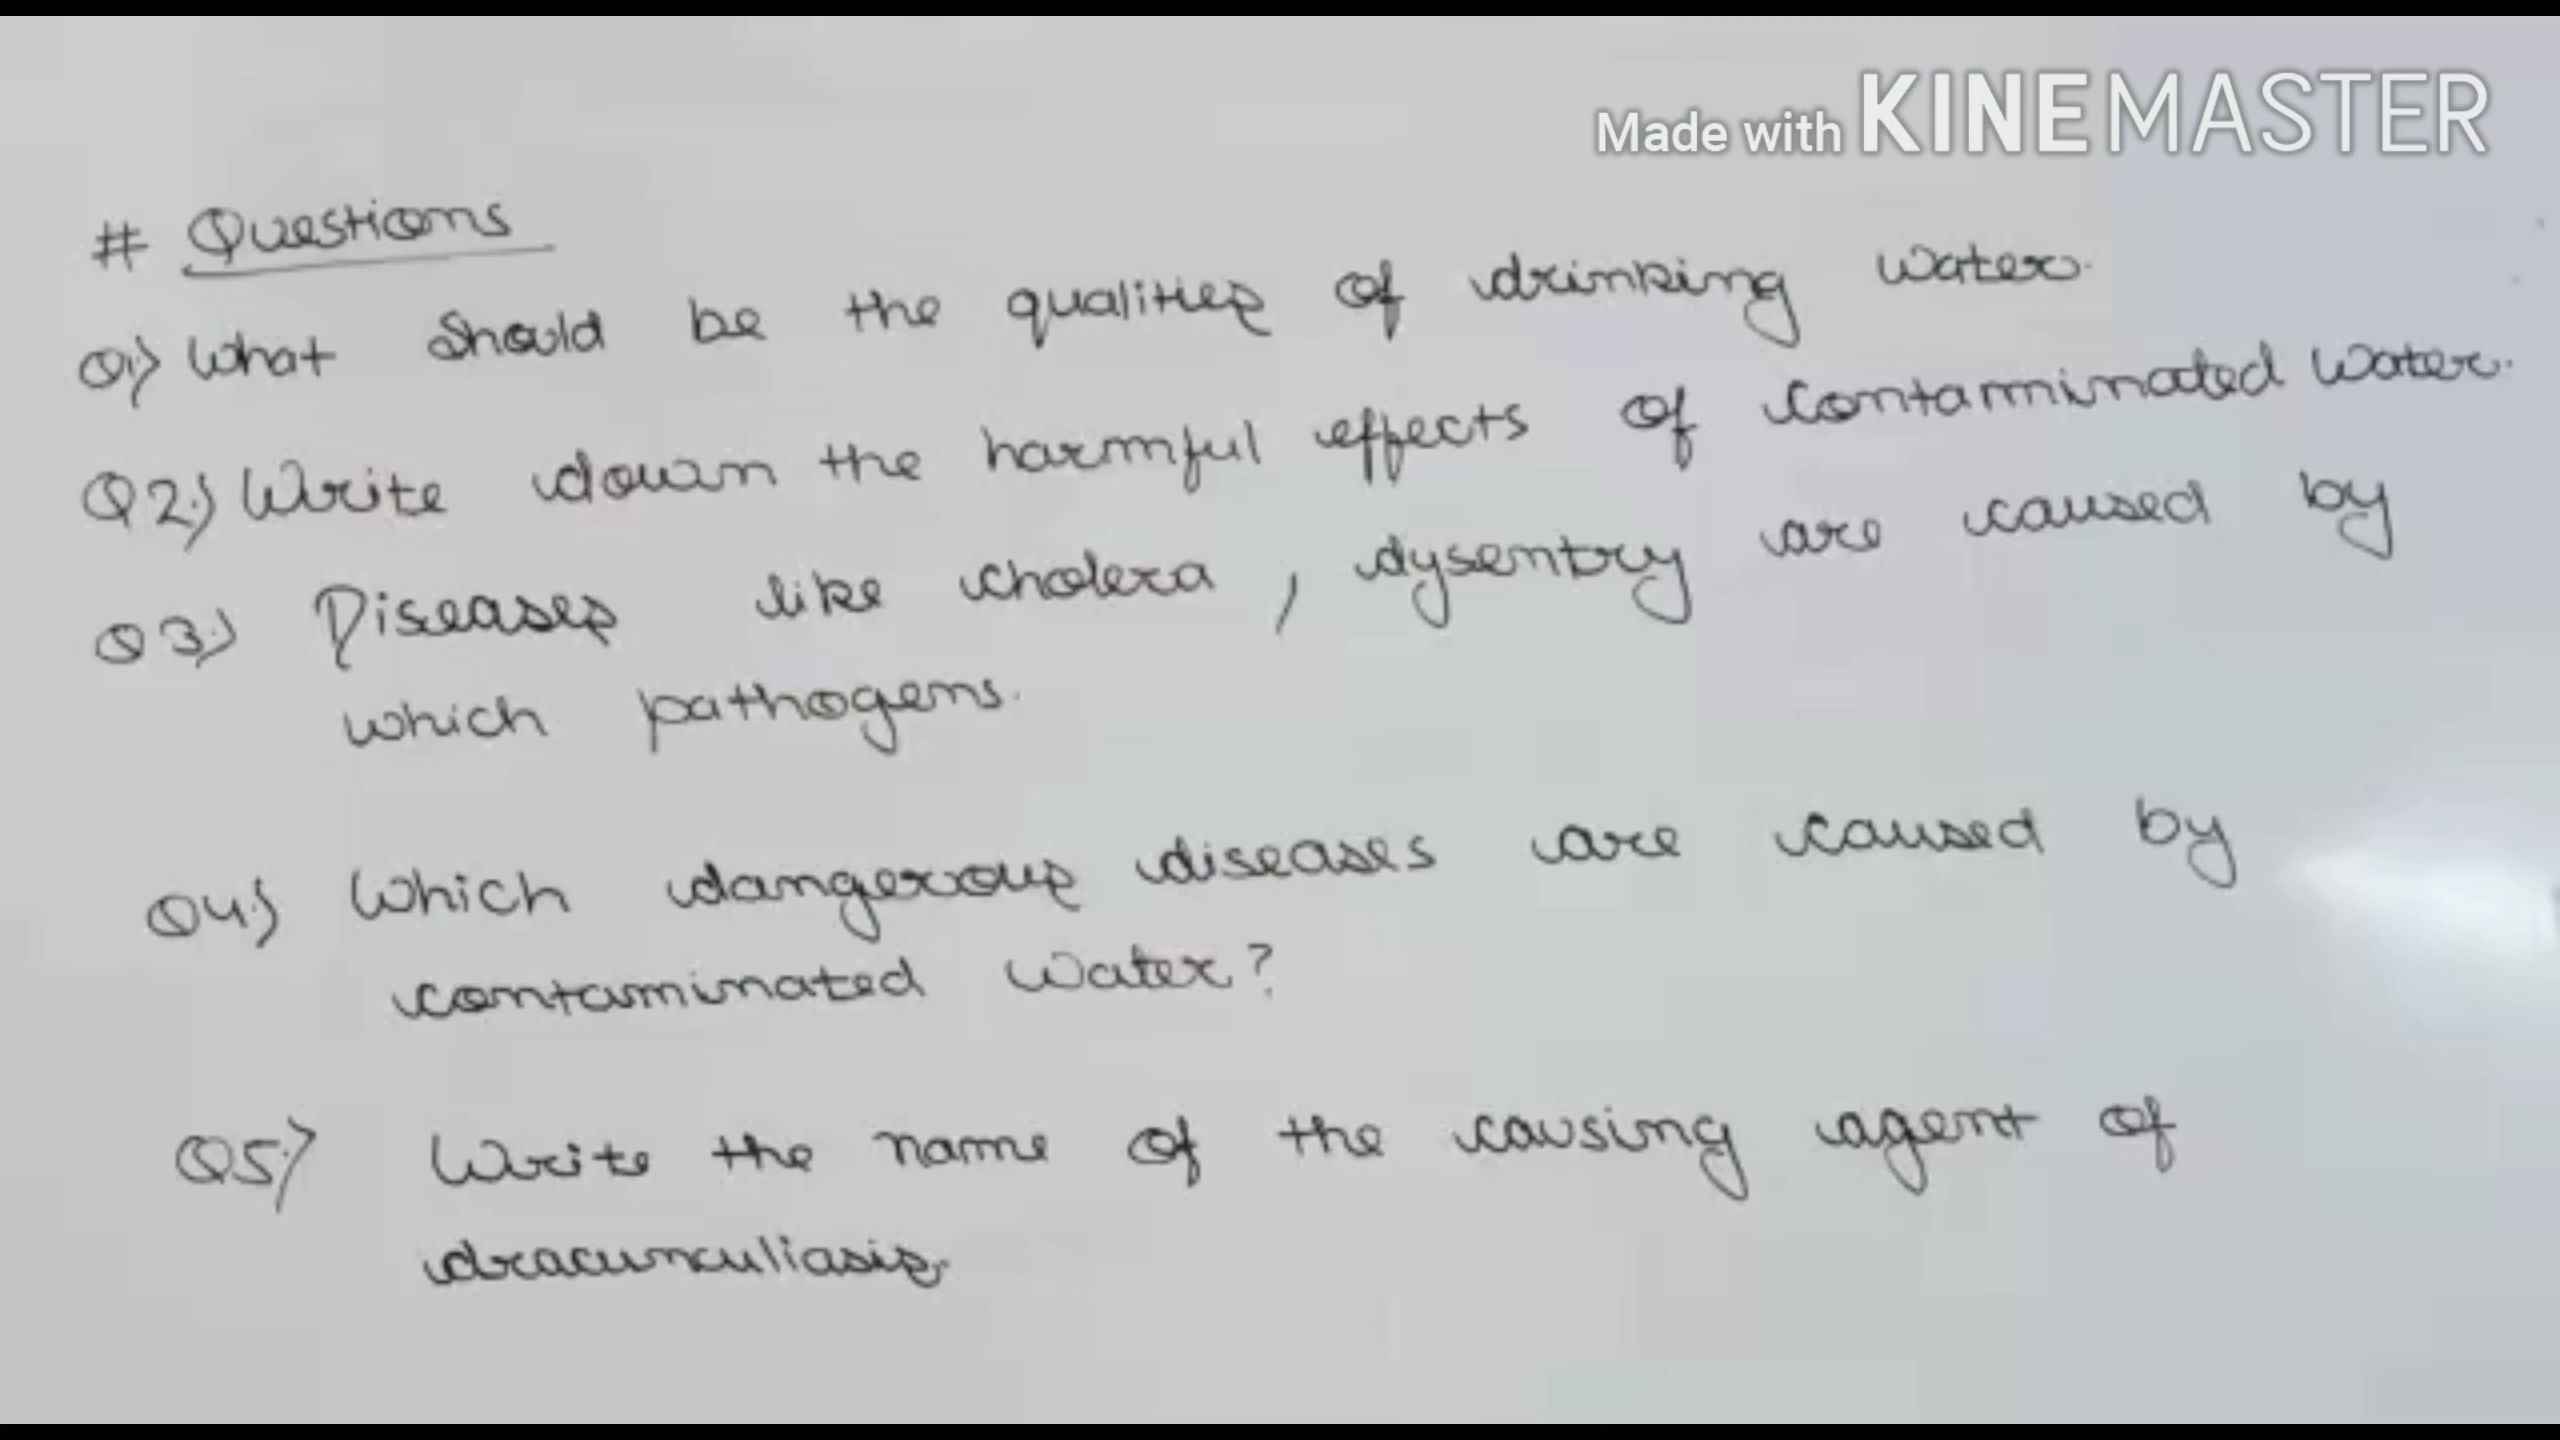 Made with KINEMASTER
# Questions
Q1) What should be the qualities of drinking water.
Q2.) Write down the harmful effects of contaminated water.
Q3.) Diseases like cholera, dysentry are caused by
which pathogens.
Q4.) Which dangerous diseases are caused by
contaminated water?
Q5.) Write the name of the causing agent of
dracunculiasis.